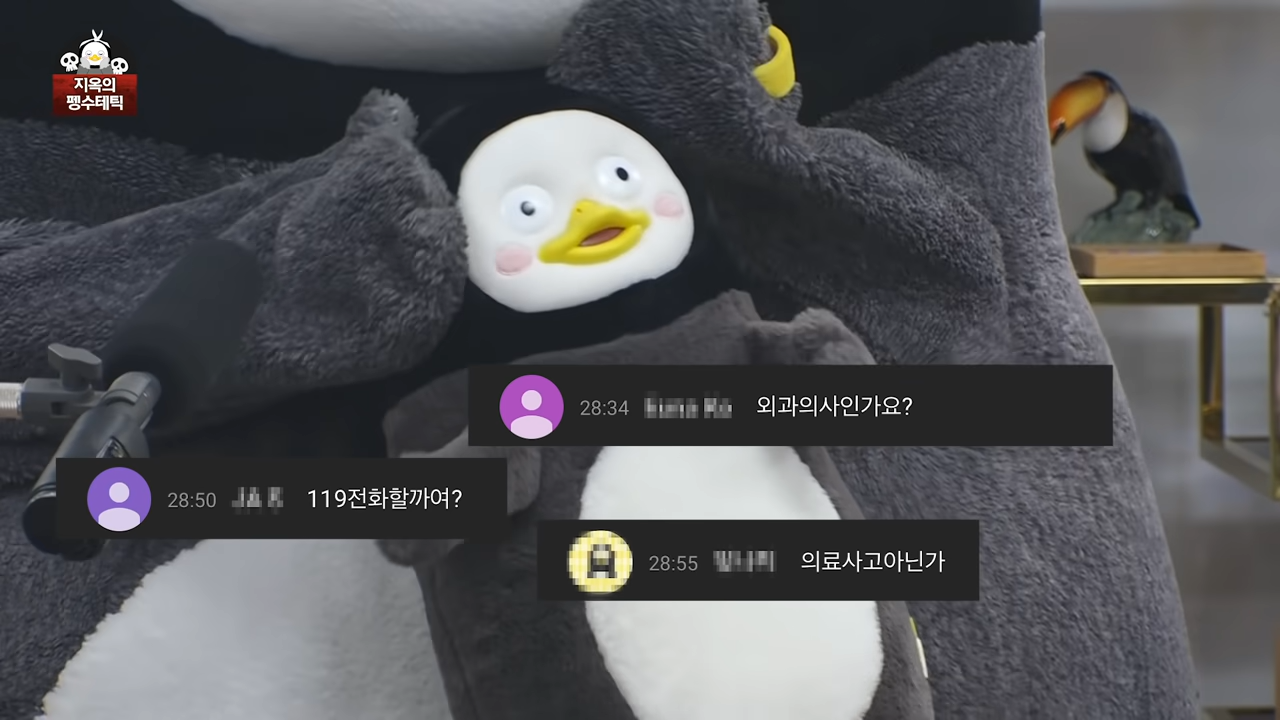 지옥의
펭수테틱
28:34 외과의사인가요?
28:50 119전화할까여?
28:55 의료사고아닌가